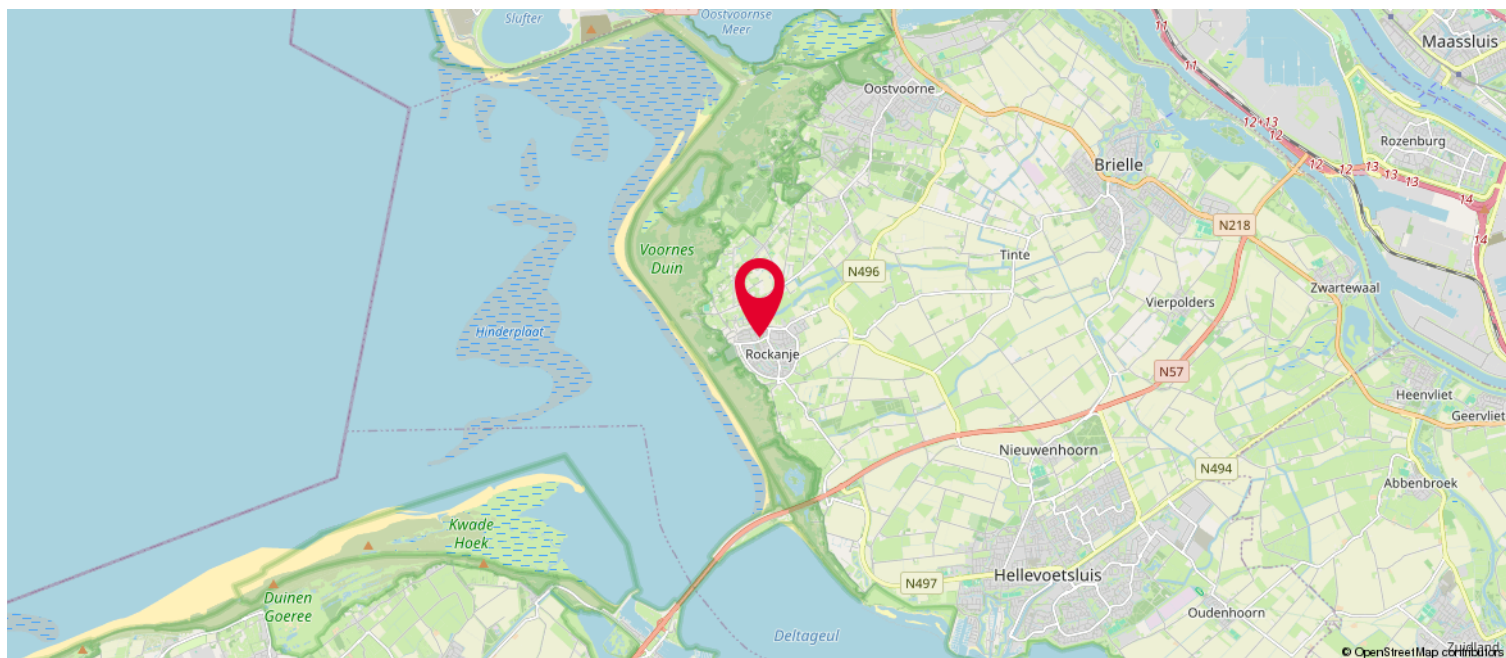 Slufter
Oostvoornse
Meer
Maassluis
11
11
Oostvoorne
12+13
12
Rozenburg
12
12
13
13
13
14
14
Brielle
N218
Voornes
Duin
Tinte
N496
Zwartewaal
Vierpolders
Hinderplaat
Rockanje
N57
Heenvliet
Geervliet
Nieuwenhoorn
N494
Abbenbroek
Kwade
Hoek
Hellevoetsluis
N497
Duinen
Goeree
Oudenhoorn
Deltageul
Zuidland
© OpenStreetMap contributors